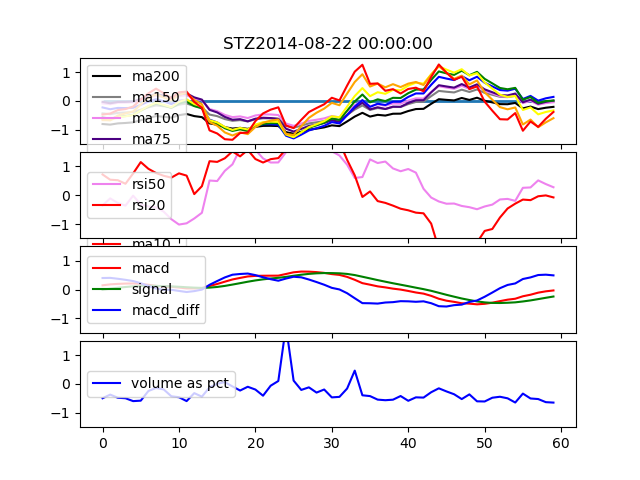 STZ2014-08-22 00:00:00
1
0
−1
ma200
ma150
ma100
ma75
1
0
−1
rsi50
rsi20
ma10
1
0
−1
macd
signal
macd_diff
1
0
−1
volume as pct
0 10 20 30 40 50 60